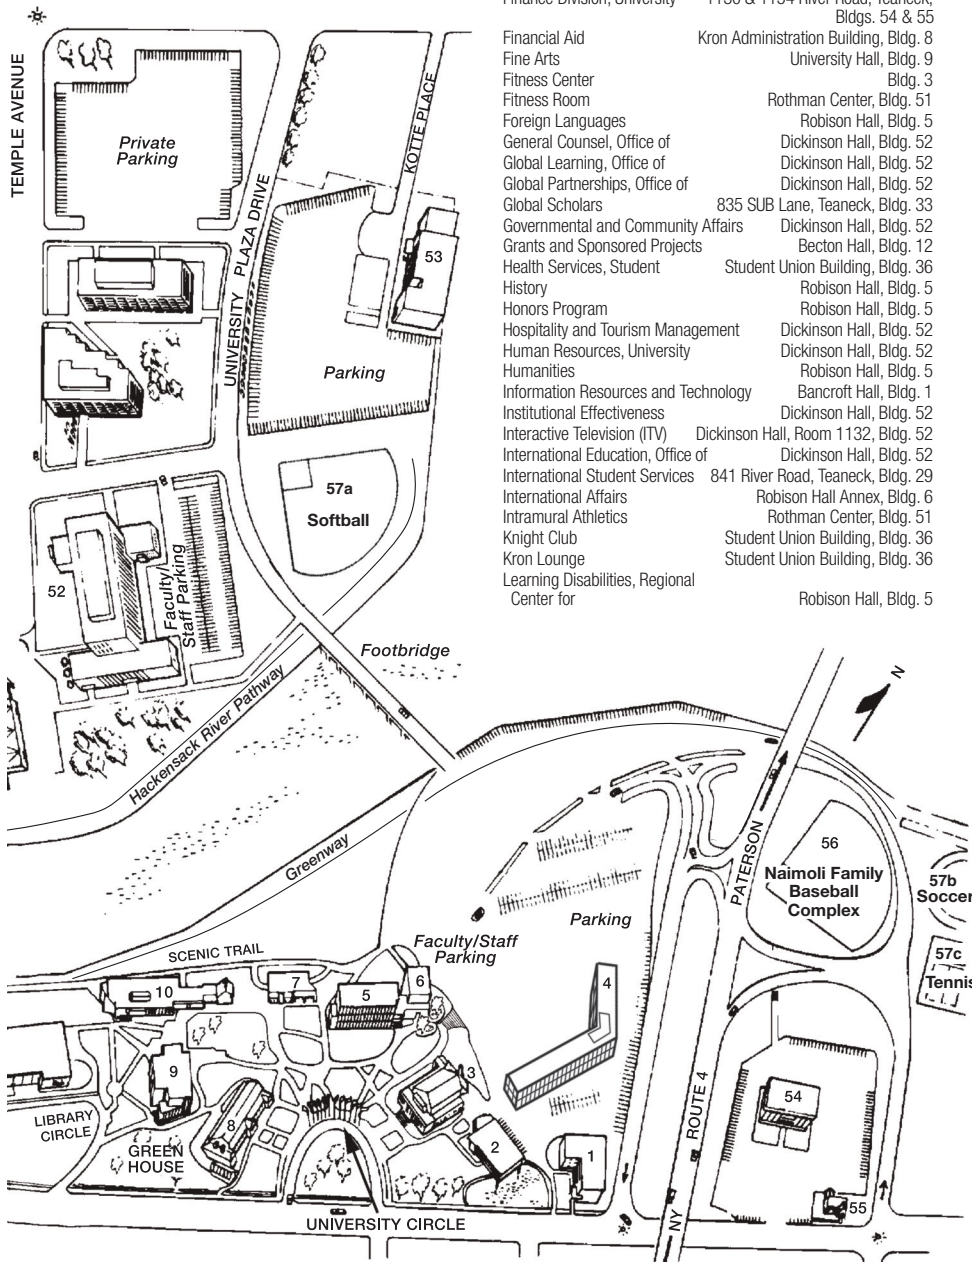 Finance Division, University 1150 & 1154 River Road, Teaneck,
Bldgs. 54 & 55
Financial Aid Kron Administration Building, Bldg. 8
Fine Arts University Hall, Bldg. 9
Fitness Center Bldg. 3
Fitness Room Rothman Center, Bldg. 51
Foreign Languages Robison Hall, Bldg. 5
General Counsel, Office of Dickinson Hall, Bldg. 52
Global Learning, Office of Dickinson Hall, Bldg. 52
Global Partnerships, Office of Dickinson Hall, Bldg. 52
Global Scholars 835 SUB Lane, Teaneck, Bldg. 33
Governmental and Community Affairs Dickinson Hall, Bldg. 52
Grants and Sponsored Projects Becton Hall, Bldg. 12
Health Services, Student Student Union Building, Bldg. 36
History Robison Hall, Bldg. 5
Honors Program Robison Hall, Bldg. 5
Hospitality and Tourism Management Dickinson Hall, Bldg. 52
Human Resources, University Dickinson Hall, Bldg. 52
Humanities Robison Hall, Bldg. 5
Information Resources and Technology Bancroft Hall, Bldg. 1
Institutional Effectiveness Dickinson Hall, Bldg. 52
Interactive Television (ITV) Dickinson Hall, Room 1132, Bldg. 52
International Education, Office of Dickinson Hall, Bldg. 52
International Student Services 841 River Road, Teaneck, Bldg. 29
International Affairs Robison Hall Annex, Bldg. 6
Intramural Athletics Rothman Center, Bldg. 51
Knight Club Student Union Building, Bldg. 36
Kron Lounge Student Union Building, Bldg. 36
Learning Disabilities, Regional
Center for Robison Hall, Bldg. 5
TEMPLE AVENUE
Private
Parking
KOTTE PLACE
UNIVERSITY PLAZA DRIVE
53
Parking
57a
Softball
52
Faculty/
Staff Parking
Footbridge
Hackensack River Pathway
N
Greenway
PATERSON
56
Naimoli Family
Baseball
Complex
57b
Soccer
57c
Tennis
Parking
Faculty/Staff
Parking
SCENIC TRAIL
10
7
5
6
4
9
3
8
2
1
LIBRARY
CIRCLE
GREEN
HOUSE
UNIVERSITY CIRCLE
ROUTE 4
NY
54
55